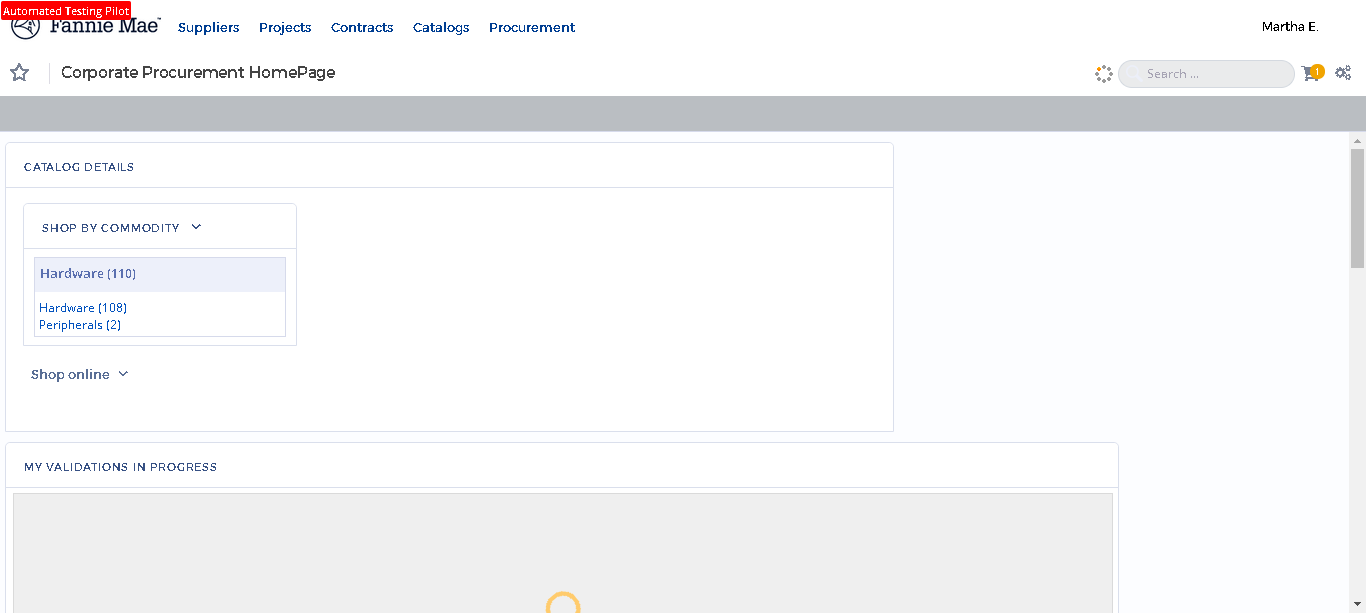 Automated Testing Pilot
Fannie Mae
Suppliers Projects Contracts Catalogs Procurement
Martha E.
Corporate Procurement HomePage
Search ...
1
CATALOG DETAILS
SHOP BY COMMODITY
Hardware (110)
Hardware (108)
Peripherals (2)
Shop online
MY VALIDATIONS IN PROGRESS